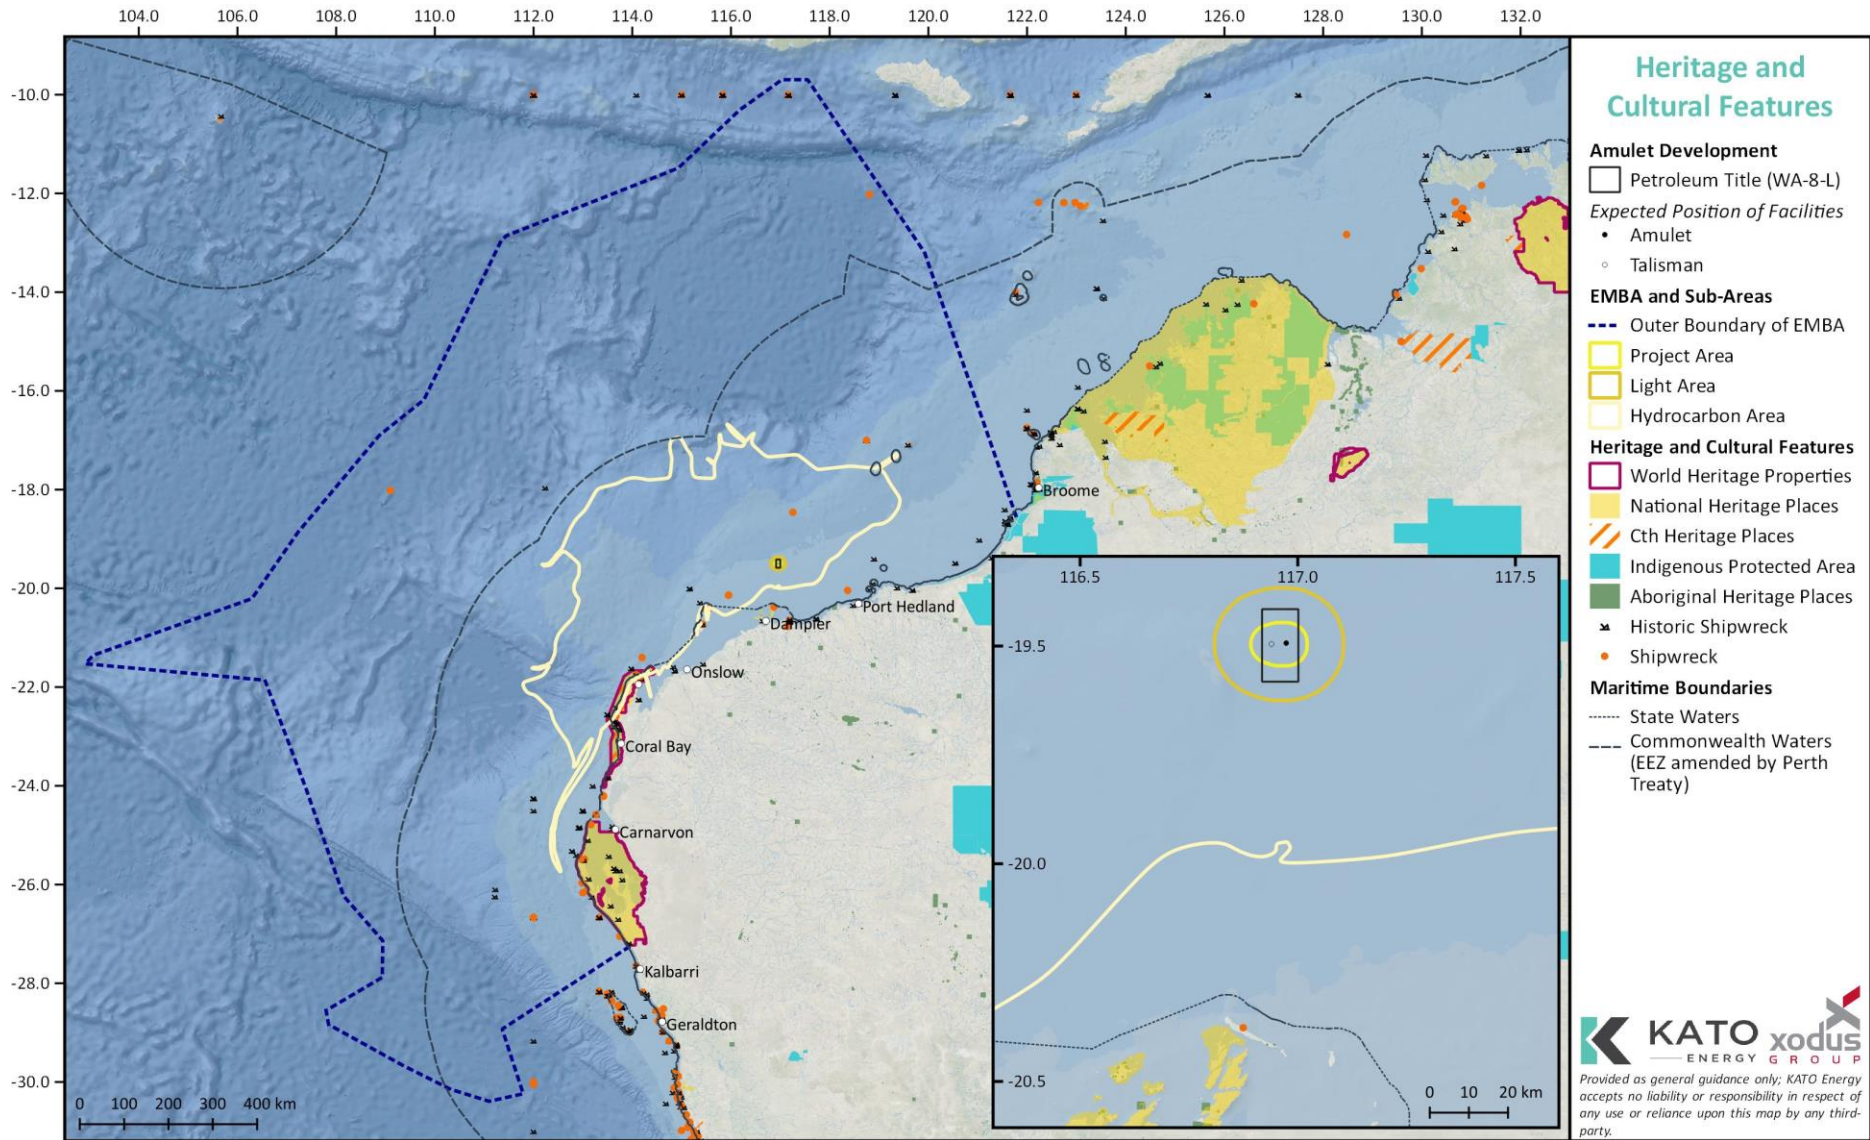 104.0 106.0 108.0 110.0 112.0 114.0 116.0 118.0 120.0 122.0 124.0 126.0 128.0 130.0 132.0
-10.0
-12.0
-14.0
-16.0
-18.0
-20.0
-22.0
-24.0
-26.0
-28.0
-30.0
Broome
Port Hedland
Dampier
Onslow
Coral Bay
Carnarvon
Kalbarri
Geraldton
0 100 200 300 400 km
116.5 117.0 117.5
-19.5
-20.0
-20.5
0 10 20 km
Heritage and
Cultural Features
Amulet Development
Petroleum Title (WA-8-L)
Expected Position of Facilities
Amulet
Talisman
EMBA and Sub-Areas
Outer Boundary of EMBA
Project Area
Light Area
Hydrocarbon Area
Heritage and Cultural Features
World Heritage Properties
National Heritage Places
Cth Heritage Places
Indigenous Protected Area
Aboriginal Heritage Places
Historic Shipwreck
Shipwreck
Maritime Boundaries
State Waters
Commonwealth Waters
(EEZ amended by Perth
Treaty)
KATO
ENERGY
xodus
GROUP
Provided as general guidance only; KATO Energy
accepts no liability or responsibility in respect of
any use or reliance upon this map by any third-
party.